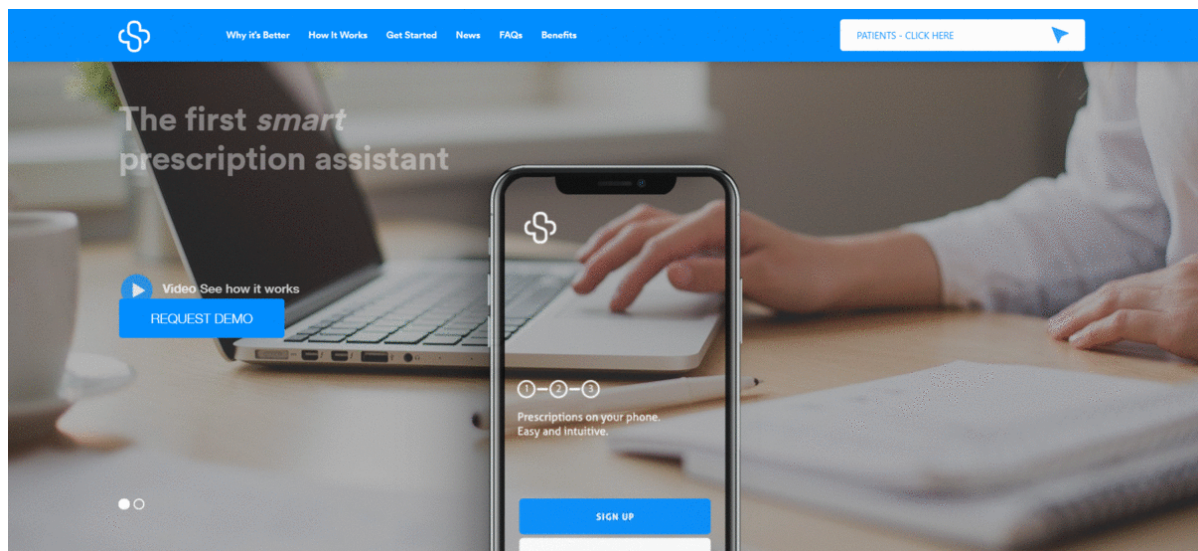 Why it's Better
How It Works
Get Started
News
FAQs
Benefits
PATIENTS - CLICK HERE
The first smart
prescription assistant
Video See how it works
REQUEST DEMO
1 2 3
Prescriptions on your phone.
Easy and intuitive.
SIGN UP